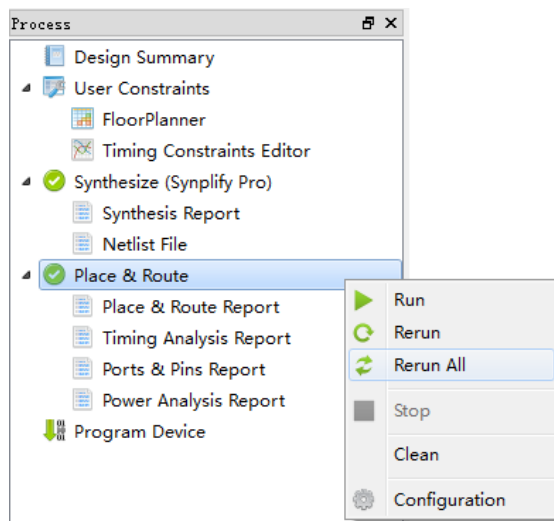 Process
Design Summary
User Constraints
FloorPlanner
Timing Constraints Editor
Synthesize (Synplify Pro)
Synthesis Report
Netlist File
Place & Route
Place & Route Report
Timing Analysis Report
Ports & Pins Report
Power Analysis Report
Program Device
Run
Rerun
Rerun All
Stop
Clean
Configuration